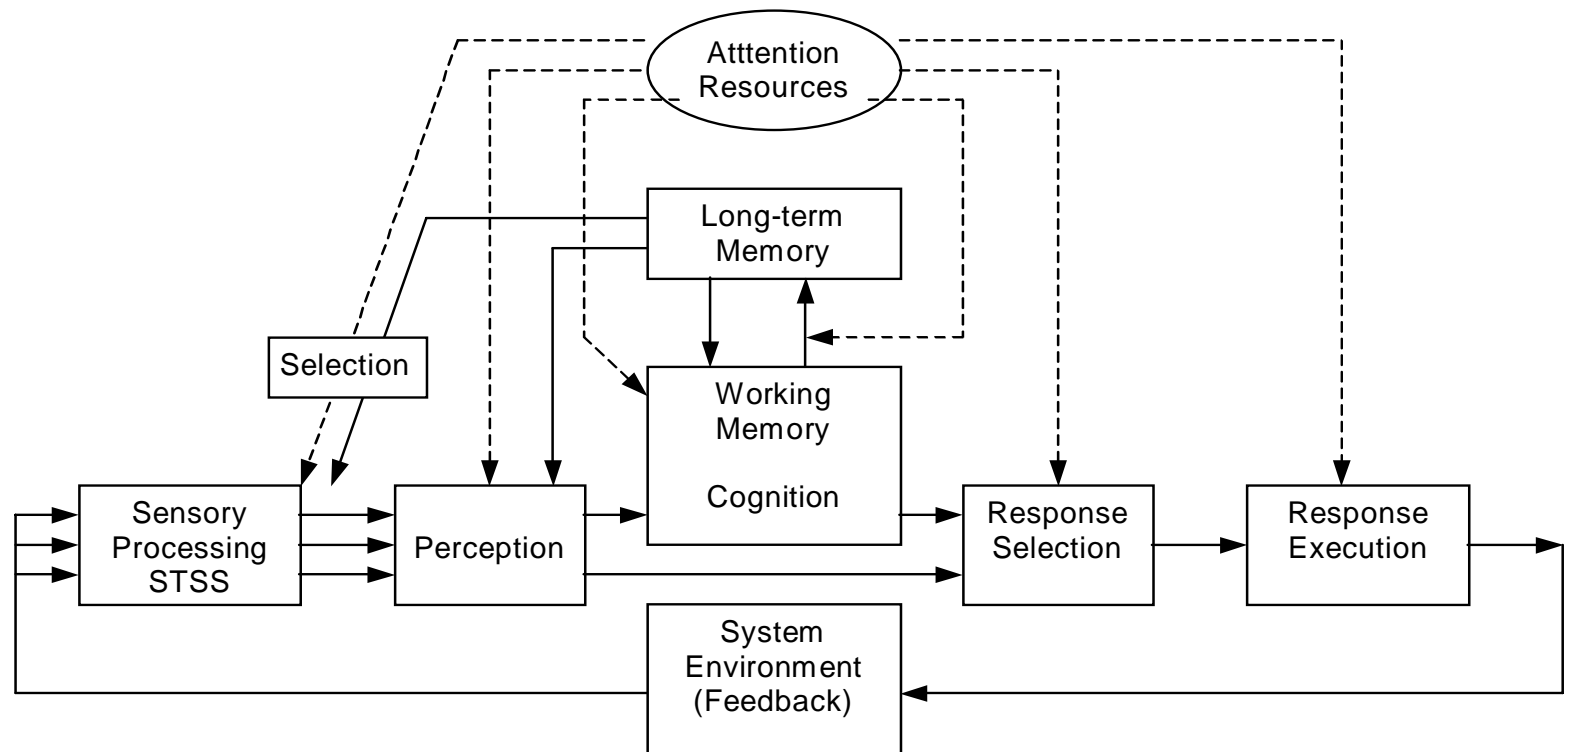 Atttention
Resources
Long-term
Memory
Selection
Working
Memory
Cognition
Sensory
Processing
STSS
Perception
Response
Selection
Response
Execution
System
Environment
(Feedback)